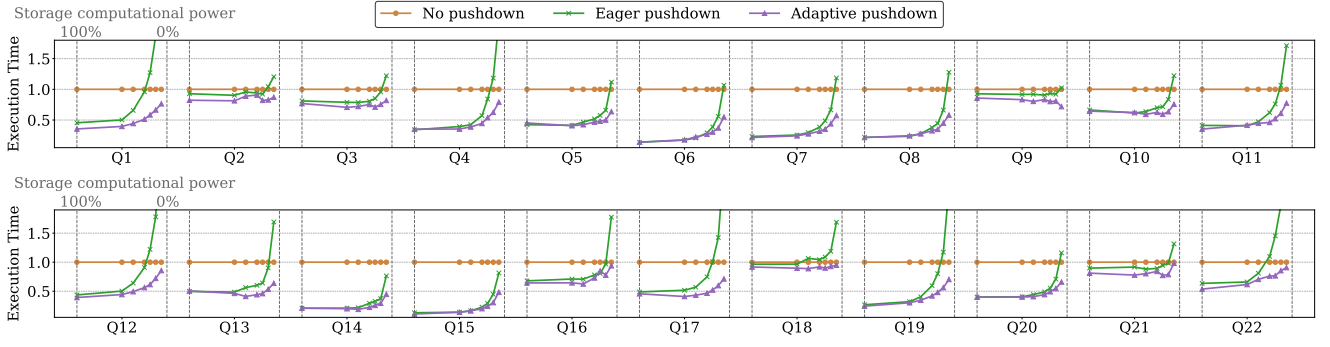 Storage computational power
100% 0%
No pushdown Eager pushdown Adaptive pushdown
Execution Time
1.5
1.0
0.5
Q1 Q2 Q3 Q4 Q5 Q6 Q7 Q8 Q9 Q10 Q11
Storage computational power
100% 0%
Execution Time
1.5
1.0
0.5
Q12 Q13 Q14 Q15 Q16 Q17 Q18 Q19 Q20 Q21 Q22